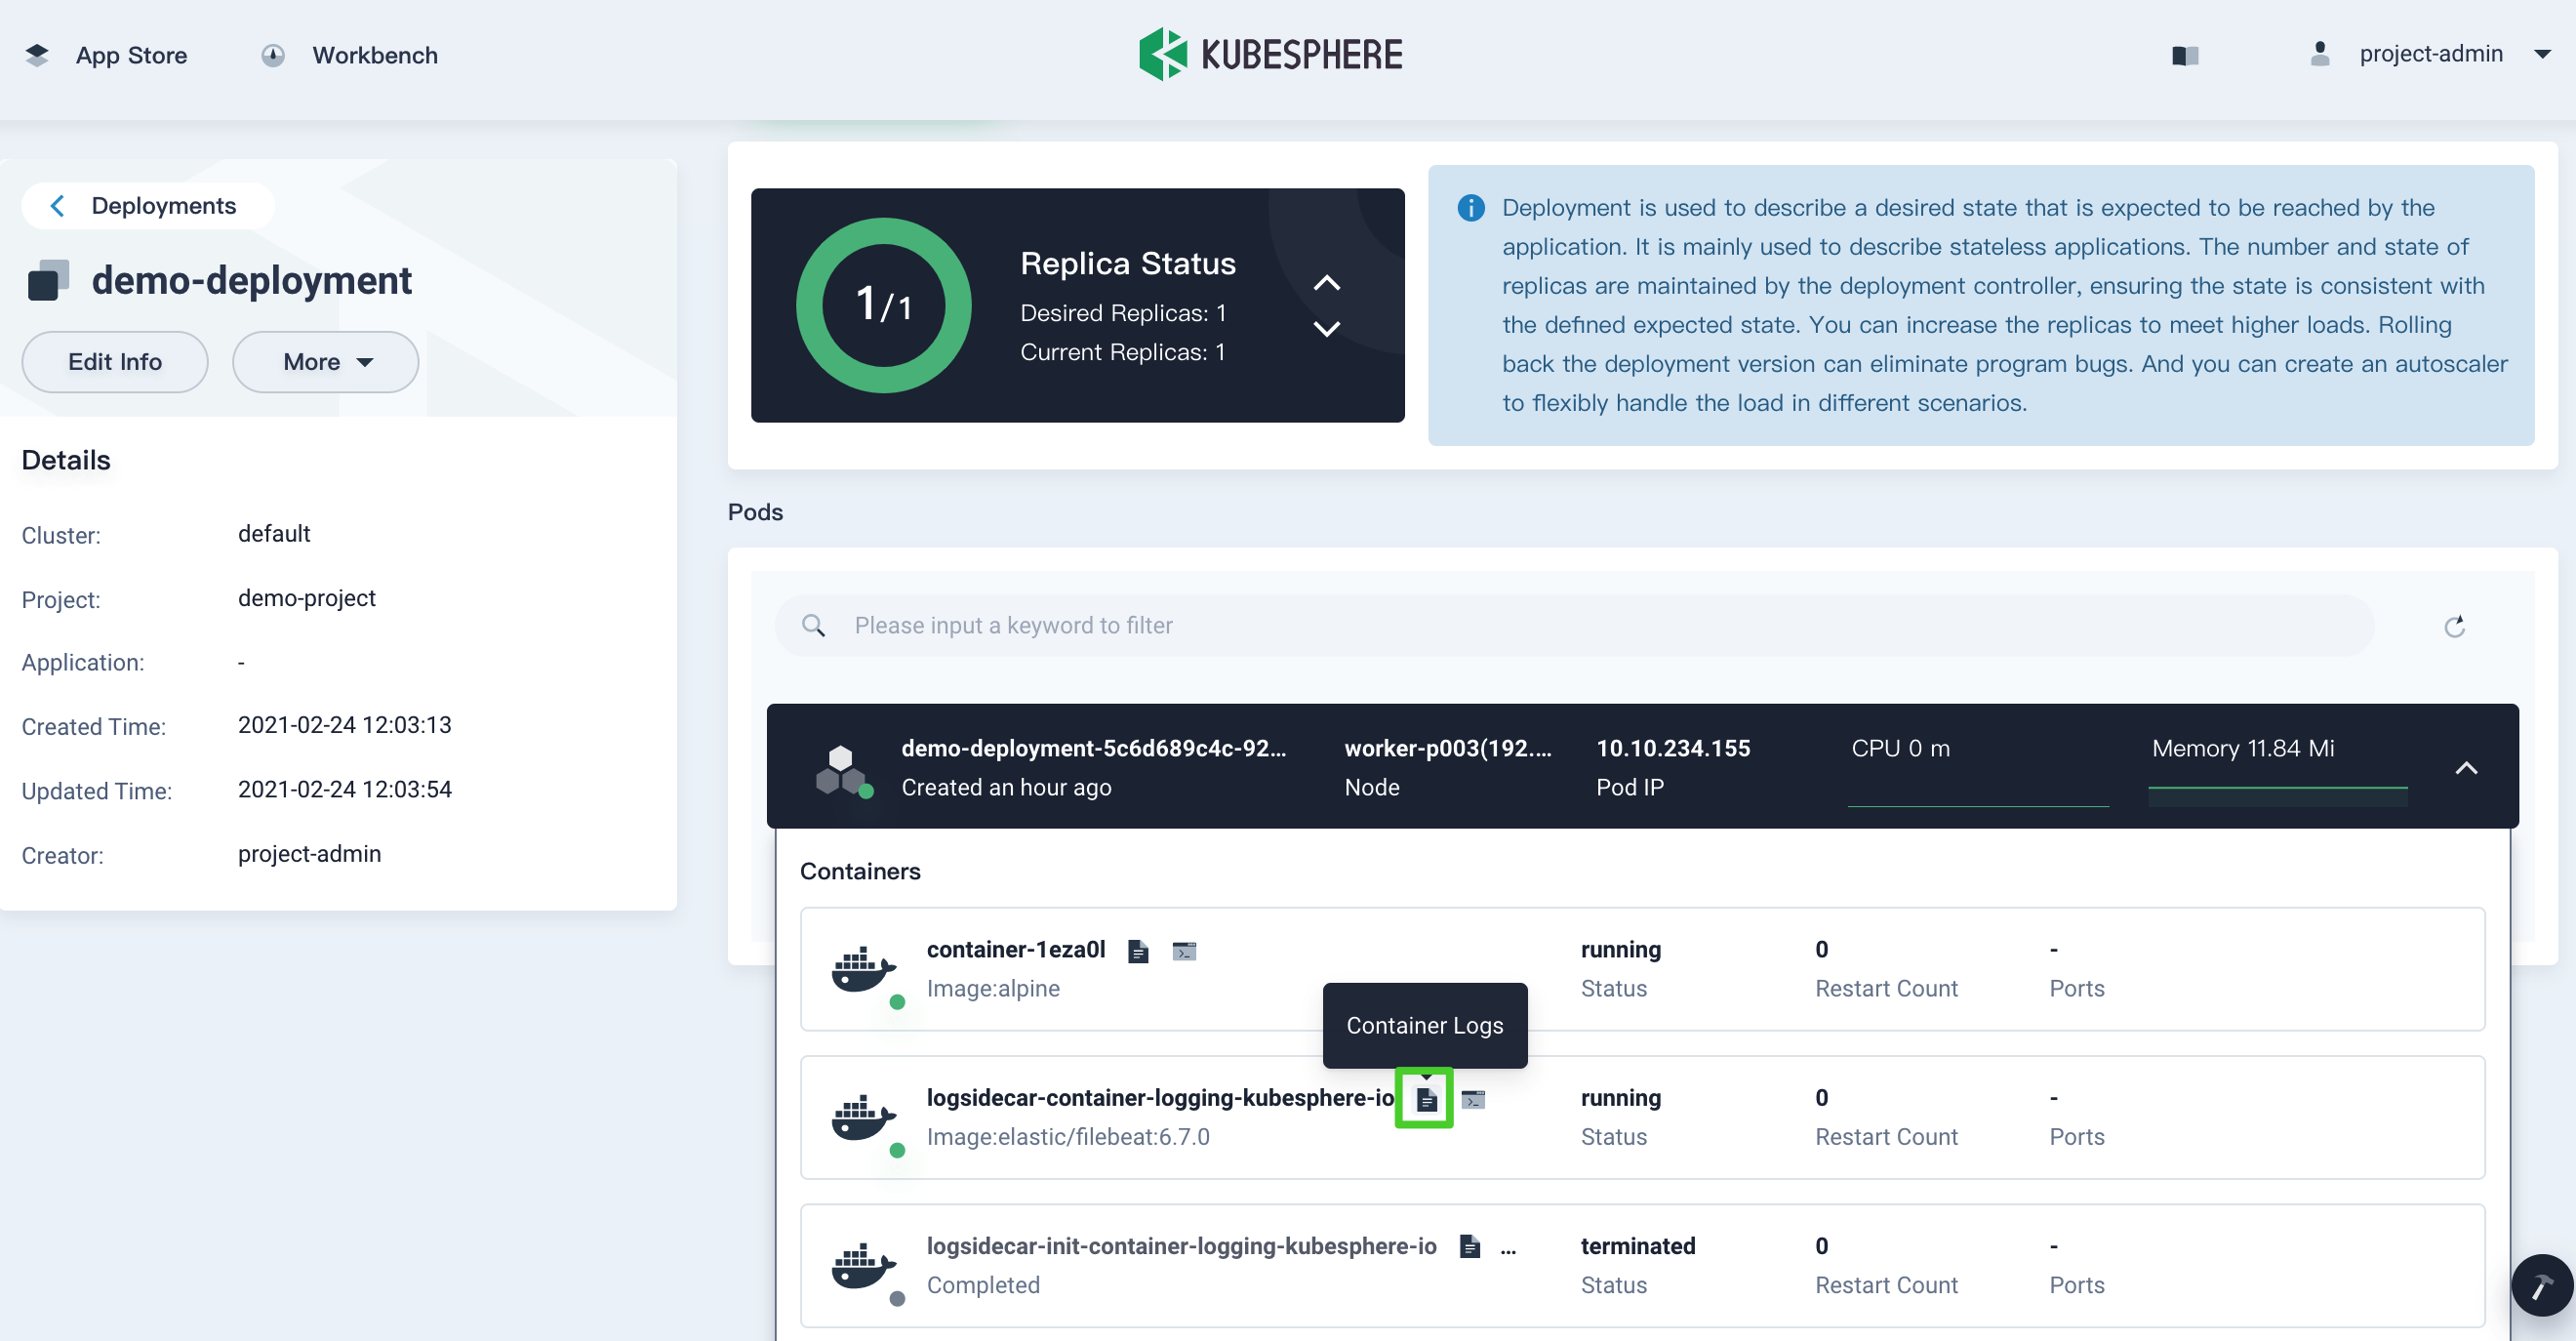 App Store
Workbench
KUBESPHERE
project-admin
Deployments
demo-deployment
Edit Info
More
Details
Cluster: default
Project: demo-project
Application: -
Created Time: 2021-02-24 12:03:13
Updated Time: 2021-02-24 12:03:54
Creator: project-admin
1/1
Replica Status
Desired Replicas: 1
Current Replicas: 1
Deployment is used to describe a desired state that is expected to be reached by the
application. It is mainly used to describe stateless applications. The number and state of
replicas are maintained by the deployment controller, ensuring the state is consistent with
the defined expected state. You can increase the replicas to meet higher loads. Rolling
back the deployment version can eliminate program bugs. And you can create an autoscaler
to flexibly handle the load in different scenarios.
Pods
Please input a keyword to filter
demo-deployment-5c6d689c4c-92... worker-p003(192.... 10.10.234.155 CPU 0 m Memory 11.84 Mi
Created an hour ago Node Pod IP
Containers
container-1eza0l running 0 -
Image:alpine Status Restart Count Ports
Container Logs
logsidecar-container-logging-kubesphere-io running 0 -
Image:elastic/filebeat:6.7.0 Status Restart Count Ports
logsidecar-init-container-logging-kubesphere-io ... terminated 0 -
Completed Status Restart Count Ports